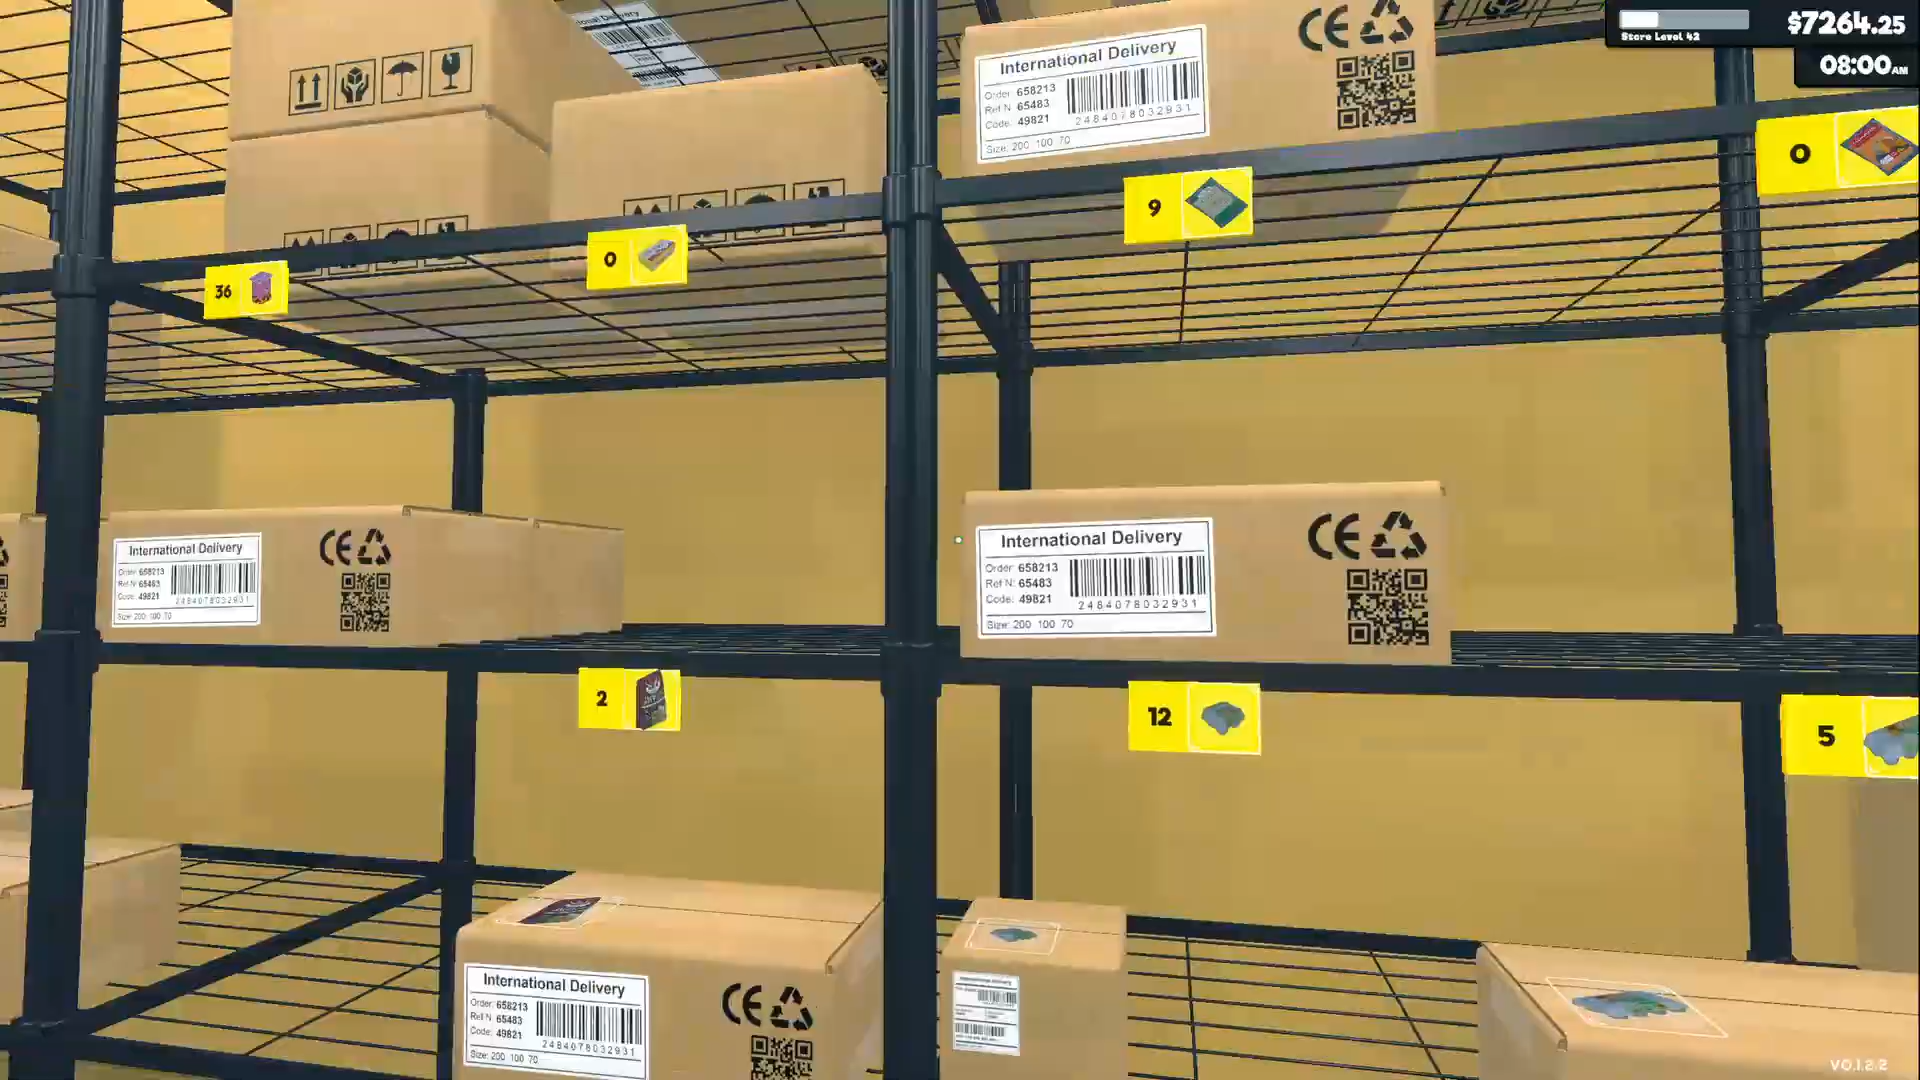 Store Level 42
$7264.25
08:00AM
International Delivery
Order: 658213
Ref N: 65483
Code: 49821
2484078032931
Size: 200 100 70
CE
0
9
0
36
International Delivery
Order: 658213
Ref N: 65483
Code: 49821
2484078032931
Size: 200 100 70
CE
International Delivery
Order: 658213
Ref N: 65483
Code: 49821
2484078032931
Size: 200 100 70
CE
2
12
5
International Delivery
Order: 658213
Ref N: 65483
Code: 49821
2484078032931
Size: 200 100 70
CE
V0.1.2.2